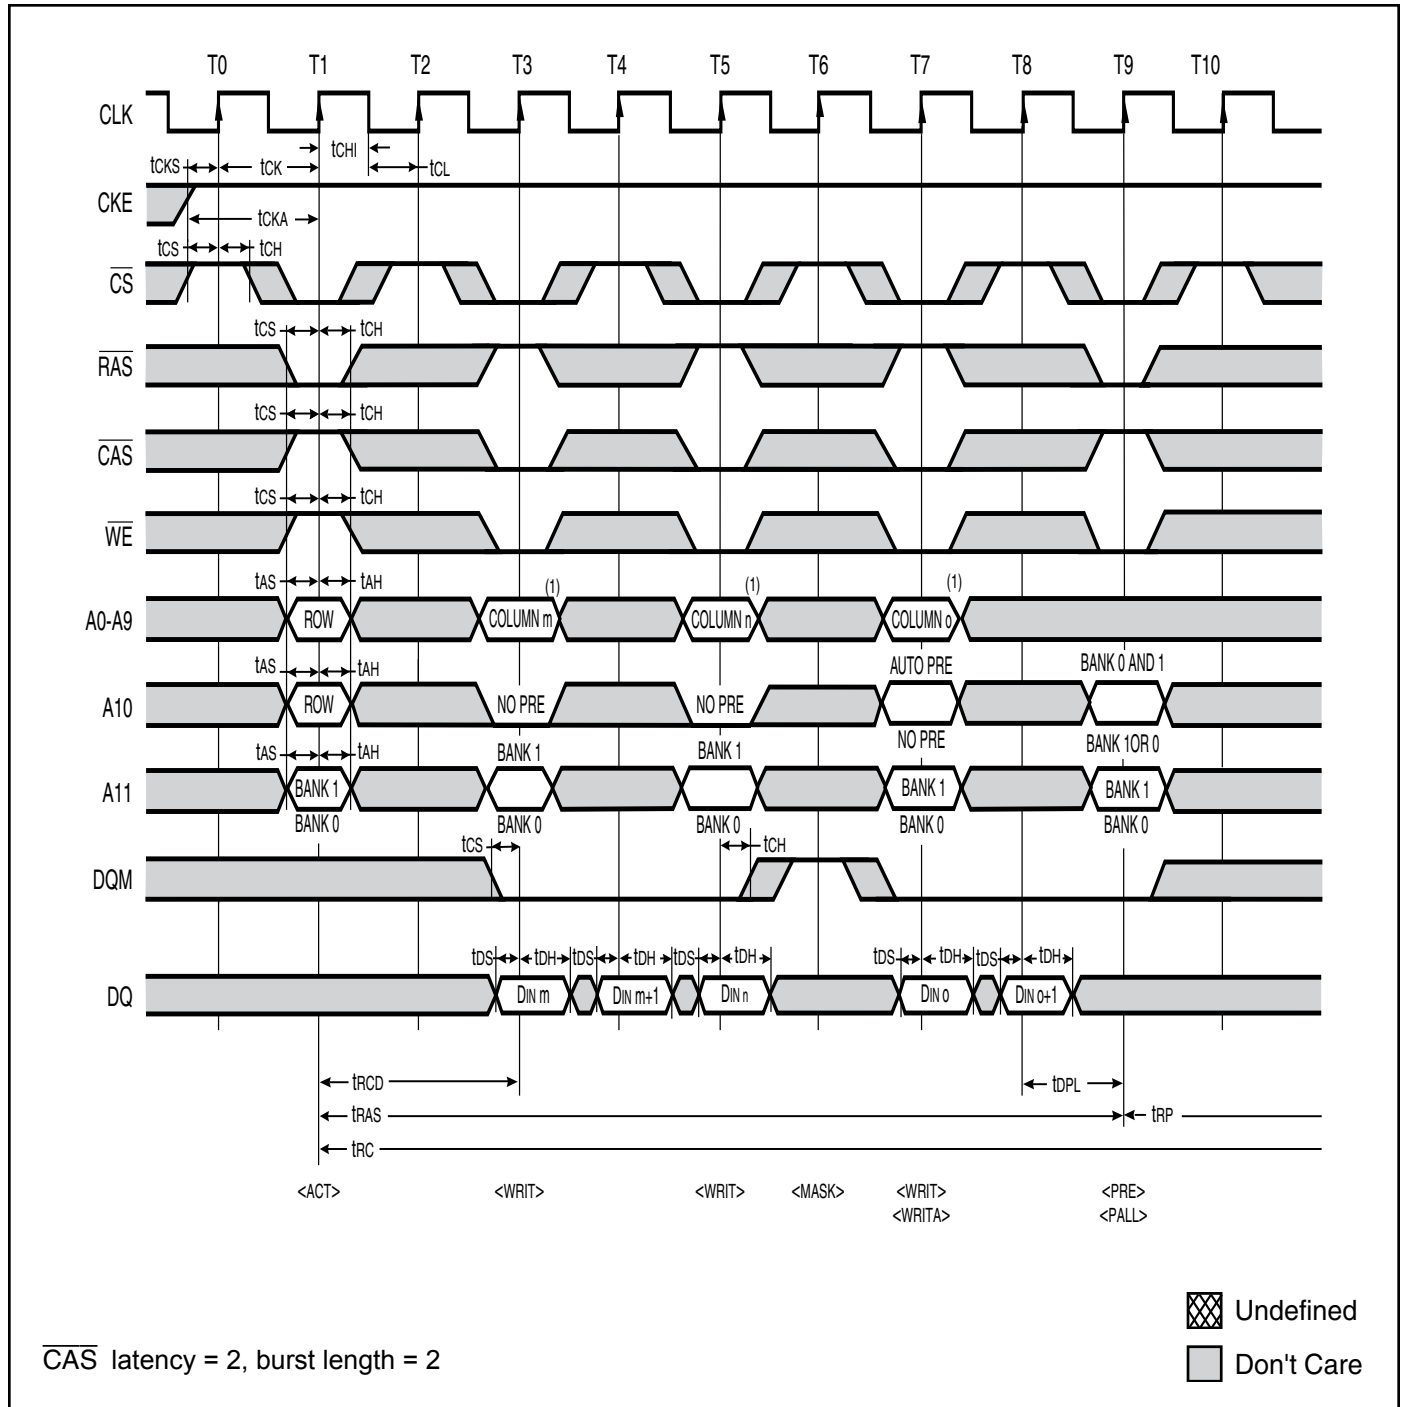 T0 T1 T2 T3 T4 T5 T6 T7 T8 T9 T10
CLK
tCHI
tCKS tCK tCL
CKE
tCKA
tCS tCH
CS
tCS tCH
RAS
tCS tCH
CAS
tCS tCH
WE
tAS tAH (1) (1) (1)
A0-A9 ROW COLUMN m COLUMN n COLUMN o
tAS tAH AUTO PRE BANK 0 AND 1
A10 ROW NO PRE NO PRE
NO PRE BANK 1OR 0
tAS tAH BANK 1 BANK 1
A11 BANK 1 BANK 1 BANK 1
BANK 0 BANK 0 BANK 0 BANK 0 BANK 0
tCS tCH
DQM
tDS tDH tDS tDH tDS tDH tDS tDH tDS tDH
DQ DIN m DIN m+1 DIN n DIN o DIN o+1
tRCD tDPL
tRAS tRP
tRC
<ACT> <WRIT> <WRIT> <MASK> <WRIT> <PRE>
<WRITA> <PALL>
Undefined
CAS latency = 2, burst length = 2
Don't Care